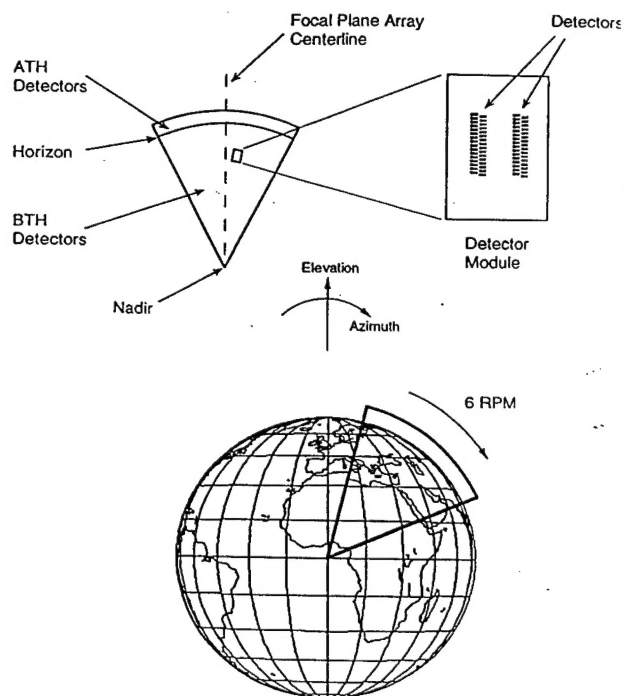 Focal Plane Array
Centerline
Detectors
ATH
Detectors
Horizon
BTH
Detectors
Detector
Module
Nadir
Elevation
Azimuth
6 RPM